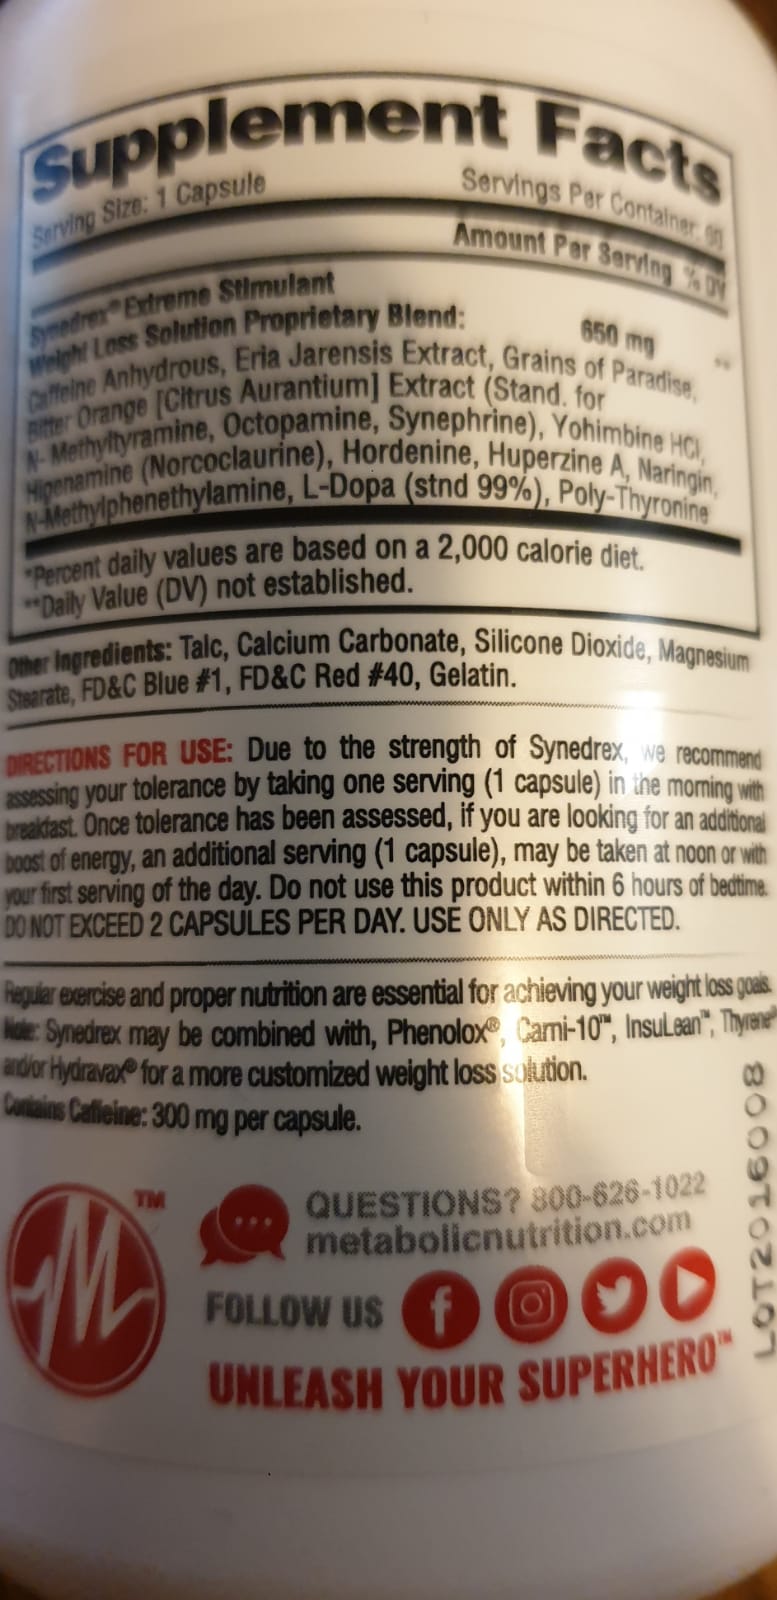 Supplement Facts
Serving Size: 1 Capsule Servings Per Container: 60
Amount Per Serving % DV
Synedrex® Extreme Stimulant
Weight Loss Solution Proprietary Blend: 650 mg **
Caffeine Anhydrous, Eria Jarensis Extract, Grains of Paradise,
Bitter Orange [Citrus Aurantium] Extract (Stand. for
N- Methyltyramine, Octopamine, Synephrine), Yohimbine HCl,
Higenamine (Norcoclaurine), Hordenine, Huperzine A, Naringin,
N-Methylphenethylamine, L-Dopa (stnd 99%), Poly-Thyronine
*Percent daily values are based on a 2,000 calorie diet.
**Daily Value (DV) not established.
Other Ingredients: Talc, Calcium Carbonate, Silicone Dioxide, Magnesium
Stearate, FD&C Blue #1, FD&C Red #40, Gelatin.
DIRECTIONS FOR USE: Due to the strength of Synedrex, we recommend
assessing your tolerance by taking one serving (1 capsule) in the morning with
breakfast. Once tolerance has been assessed, if you are looking for an additional
boost of energy, an additional serving (1 capsule), may be taken at noon or with
your first serving of the day. Do not use this product within 6 hours of bedtime.
DO NOT EXCEED 2 CAPSULES PER DAY. USE ONLY AS DIRECTED.
Regular exercise and proper nutrition are essential for achieving your weight loss goals.
Note: Synedrex may be combined with, Phenolox®, Carni-10™, InsuLean™, Thyrene®
and/or Hydravax® for a more customized weight loss solution.
Contains Caffeine: 300 mg per capsule.
TM
QUESTIONS? 800-626-1022
metabolicnutrition.com
FOLLOW US
UNLEASH YOUR SUPERHERO™
LOT2016008